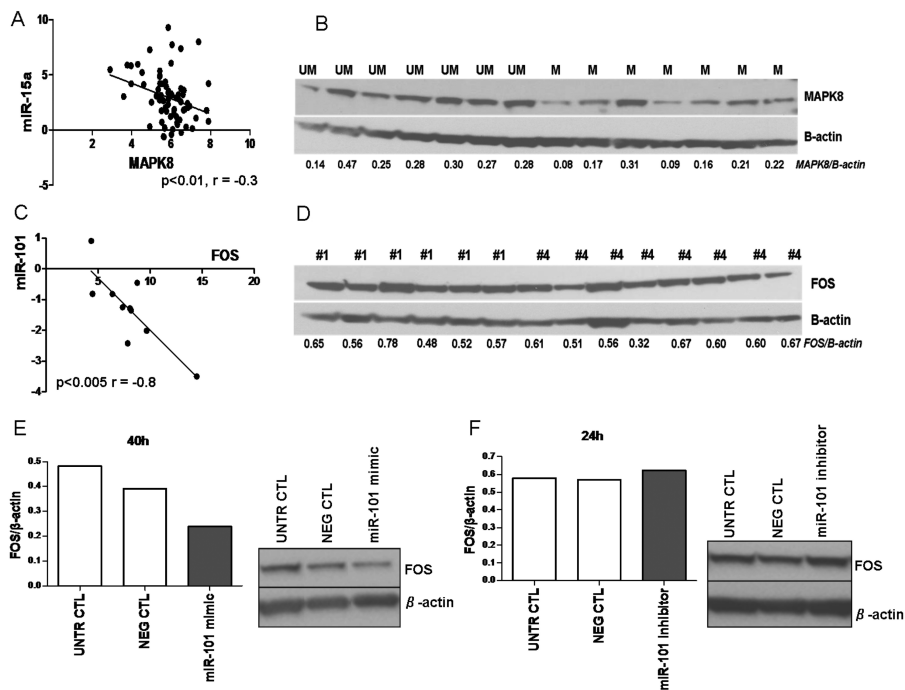 A
10
5
0
-5
miR-15a
2 4 6 8 10
MAPK8
p<0.01, r = -0.3
B
UM UM UM UM UM UM UM M M M M M M M
MAPK8
B-actin
0.14 0.47 0.25 0.28 0.30 0.27 0.28 0.08 0.17 0.31 0.09 0.16 0.21 0.22 MAPK8/B-actin
C
1
0
-1
-2
-3
-4
miR-101
FOS
5 10 15 20
p<0.005 r = -0.8
D
#1 #1 #1 #1 #1 #1 #4 #4 #4 #4 #4 #4 #4 #4
FOS
B-actin
0.65 0.56 0.78 0.48 0.52 0.57 0.61 0.51 0.56 0.32 0.67 0.60 0.60 0.67 FOS/B-actin
E
40h
0.5
0.4
0.3
0.2
0.1
0.0
FOS/β-actin
UNTR CTL
NEG CTL
miR-101 mimic
UNTR CTL
NEG CTL
miR-101 mimic
FOS
β-actin
F
24h
0.7
0.6
0.5
0.4
0.3
0.2
0.1
0.0
FOS/β-actin
UNTR CTL
NEG CTL
miR-101 inhibitor
UNTR CTL
NEG CTL
miR-101 inhibitor
FOS
β-actin